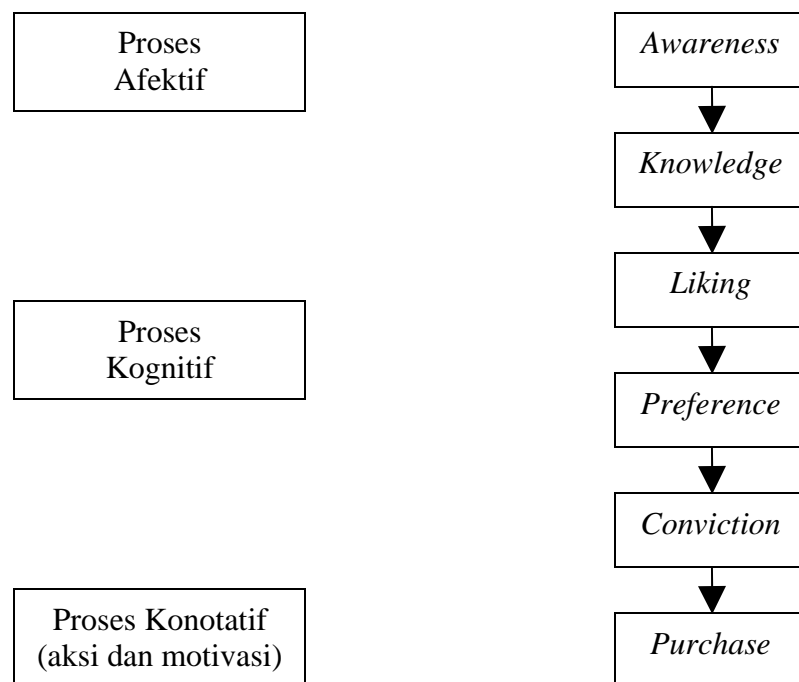 Proses
Afektif
Awareness
Knowledge
Liking
Proses
Kognitif
Preference
Conviction
Proses Konotatif
(aksi dan motivasi)
Purchase